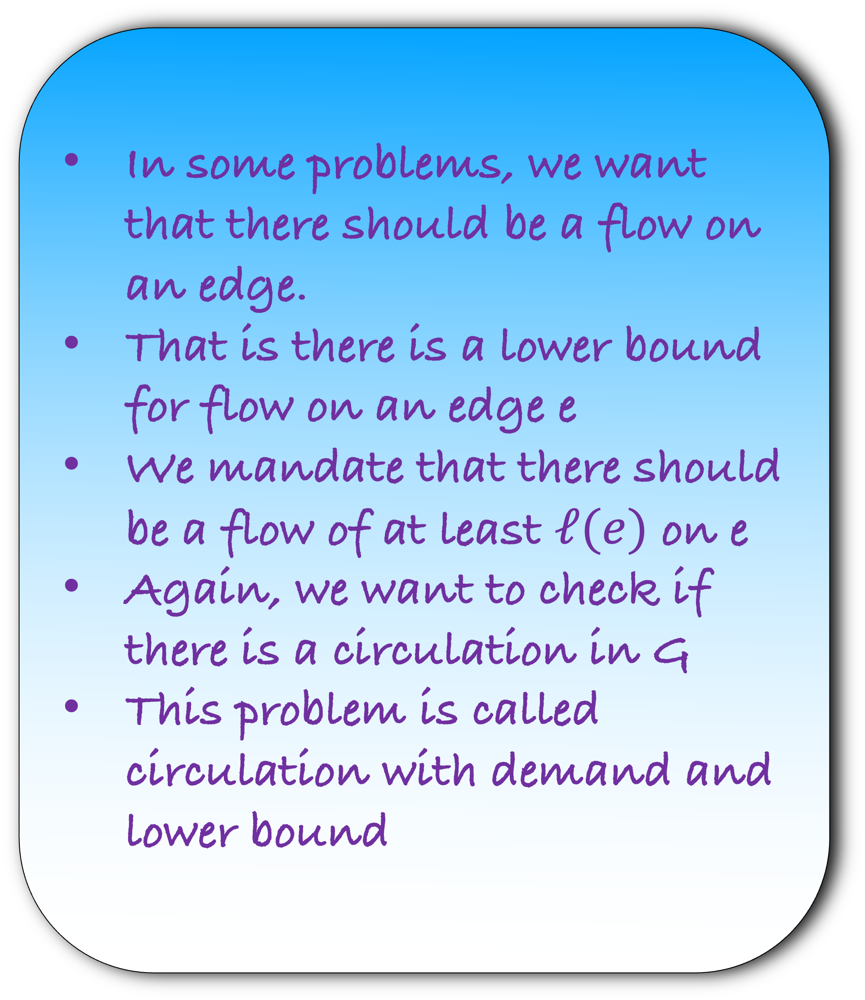 • In some problems, we want
that there should be a flow on
an edge.
• That is there is a lower bound
for flow on an edge e
• We mandate that there should
be a flow of at least ℓ(e) on e
• Again, we want to check if
there is a circulation in G
• This problem is called
circulation with demand and
lower bound